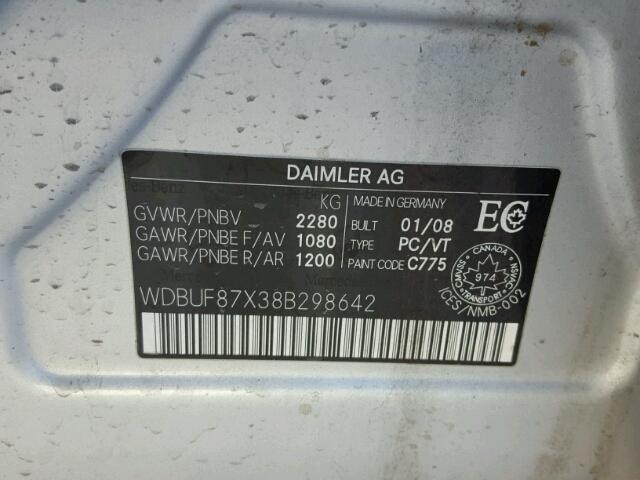 DAIMLER AG
KG
GVWR/PNBV 2280
GAWR/PNBE F/AV 1080
GAWR/PNBE R/AR 1200
MADE IN GERMANY
BUILT 01/08
TYPE PC/VT
PAINT CODE C775
EC
CANADA
974
TRANSPORT
ICES/NMB-002
WDBUF87X38B298642